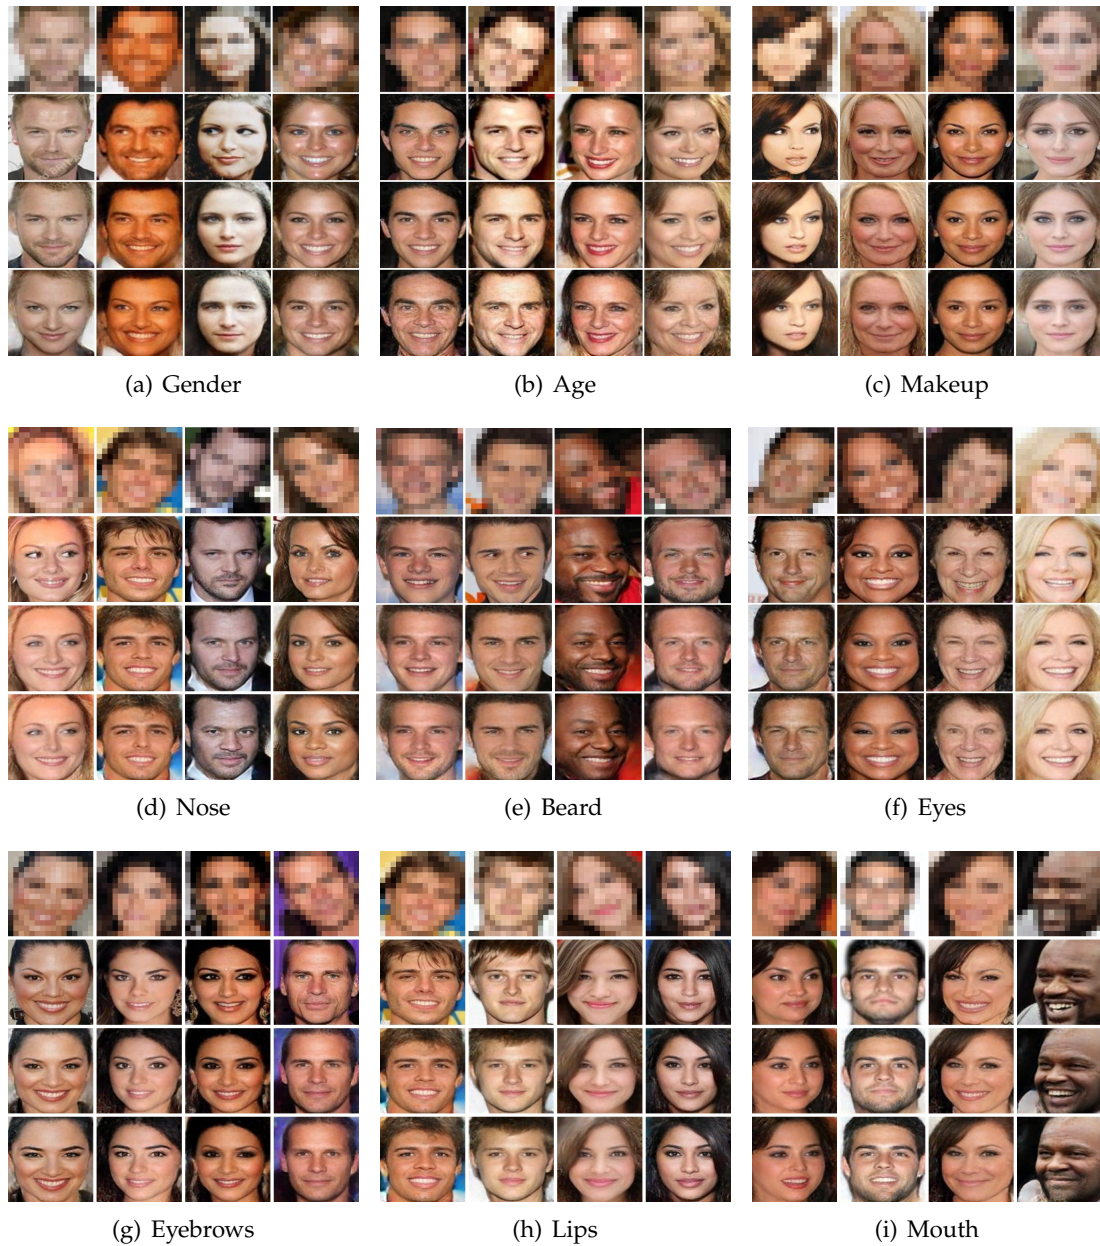 (a) Gender
(b) Age
(c) Makeup
(d) Nose
(e) Beard
(f) Eyes
(g) Eyebrows
(h) Lips
(i) Mouth